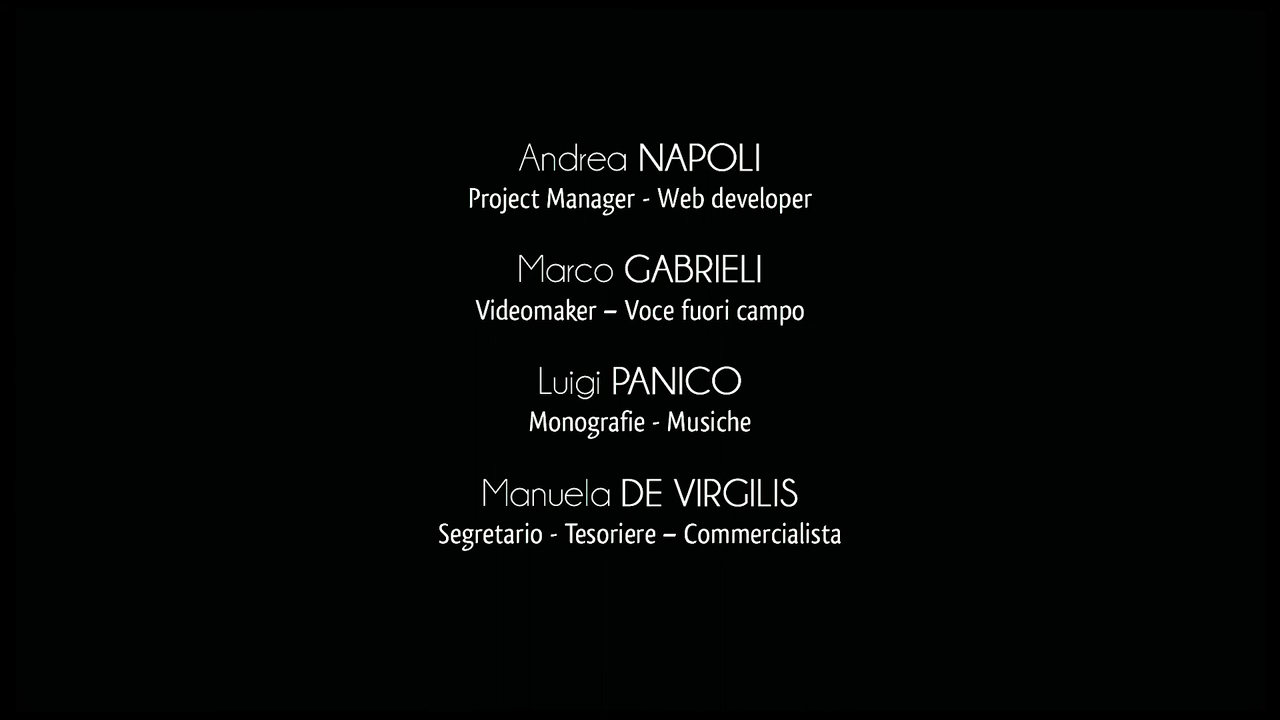 Andrea NAPOLI
Project Manager - Web developer
Marco GABRIELI
Videomaker – Voce fuori campo
Luigi PANICO
Monografie - Musiche
Manuela DE VIRGILIS
Segretario - Tesoriere – Commercialista